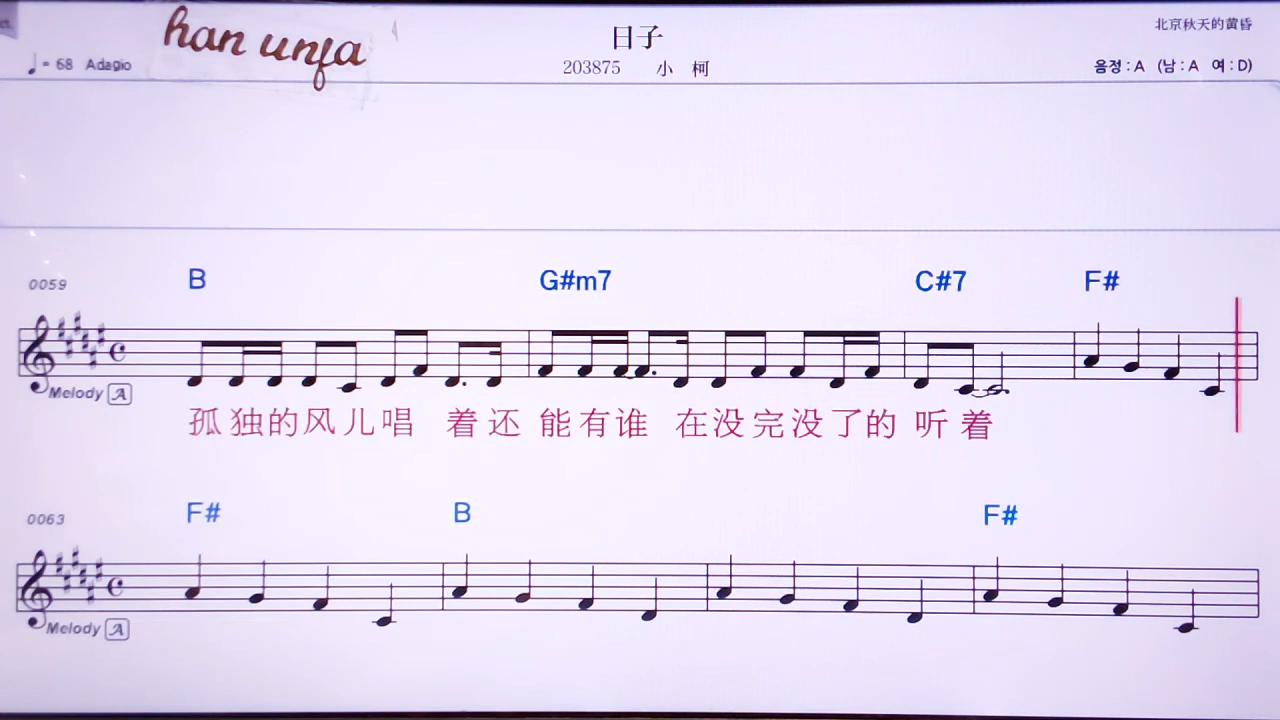 han unfa
日子
北京秋天的黄昏
♩= 68 Adagio
203875 小 柯
음정 : A (남 : A 여 : D)
B G#m7 C#7 F#
0059
Melody A
孤独的风儿唱 着还 能有谁 在没完没了的 听着
F# B F#
0063
Melody A